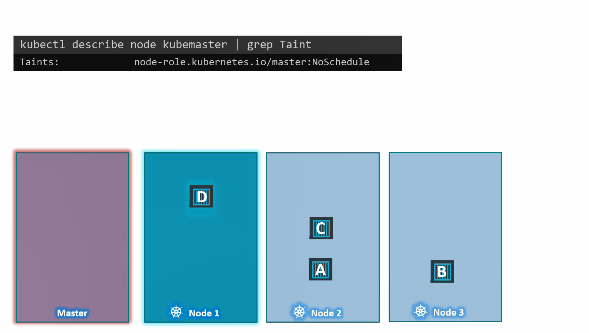 kubectl describe node kubemaster | grep Taint
Taints: node-role.kubernetes.io/master:NoSchedule
D
C
A
B
Master
Node 1
Node 2
Node 3